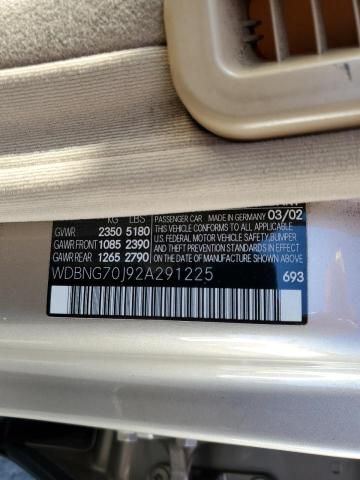 KG LBS PASSENGER CAR MADE IN GERMANY 03/02
GVWR 2350 5180 THIS VEHICLE CONFORMS TO ALL APPLICABLE
GAWR FRONT 1085 2390 U.S. FEDERAL MOTOR VEHICLE SAFETY, BUMPER
GAWR REAR 1265 2790 AND THEFT PREVENTION STANDARDS IN EFFECT
ON THE DATE OF MANUFACTURE SHOWN ABOVE.
WDBNG70J92A291225 693